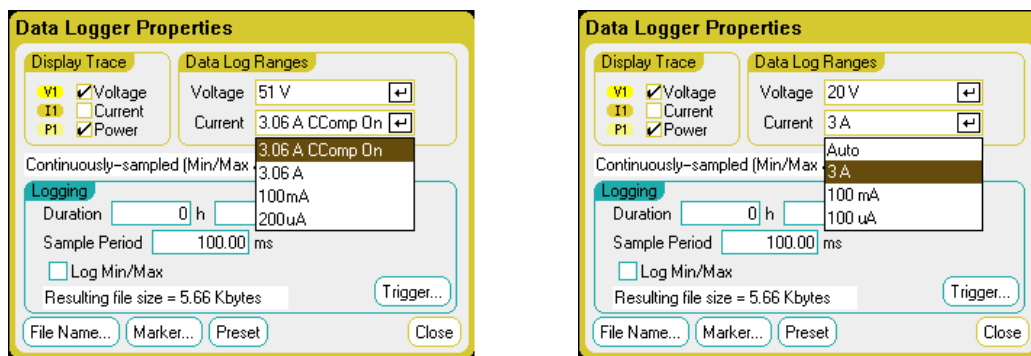 Data Logger Properties
Display Trace
Data Log Ranges
V1 Voltage
I1 Current
P1 Power
Voltage 51 V
Current 3.06 A CComp On
3.06 A CComp On
3.06 A
100mA
200uA
Continuously-sampled (Min/Max
Logging
Duration 0 h
Sample Period 100.00 ms
Log Min/Max
Resulting file size = 5.66 Kbytes
Trigger...
File Name... Marker... Preset Close
Data Logger Properties
Display Trace
Data Log Ranges
V1 Voltage
I1 Current
P1 Power
Voltage 20 V
Current 3 A
Auto
3 A
100 mA
100 uA
Continuously-sampled (Min/Max
Logging
Duration 0 h
Sample Period 100.00 ms
Log Min/Max
Resulting file size = 5.66 Kbytes
Trigger...
File Name... Marker... Preset Close